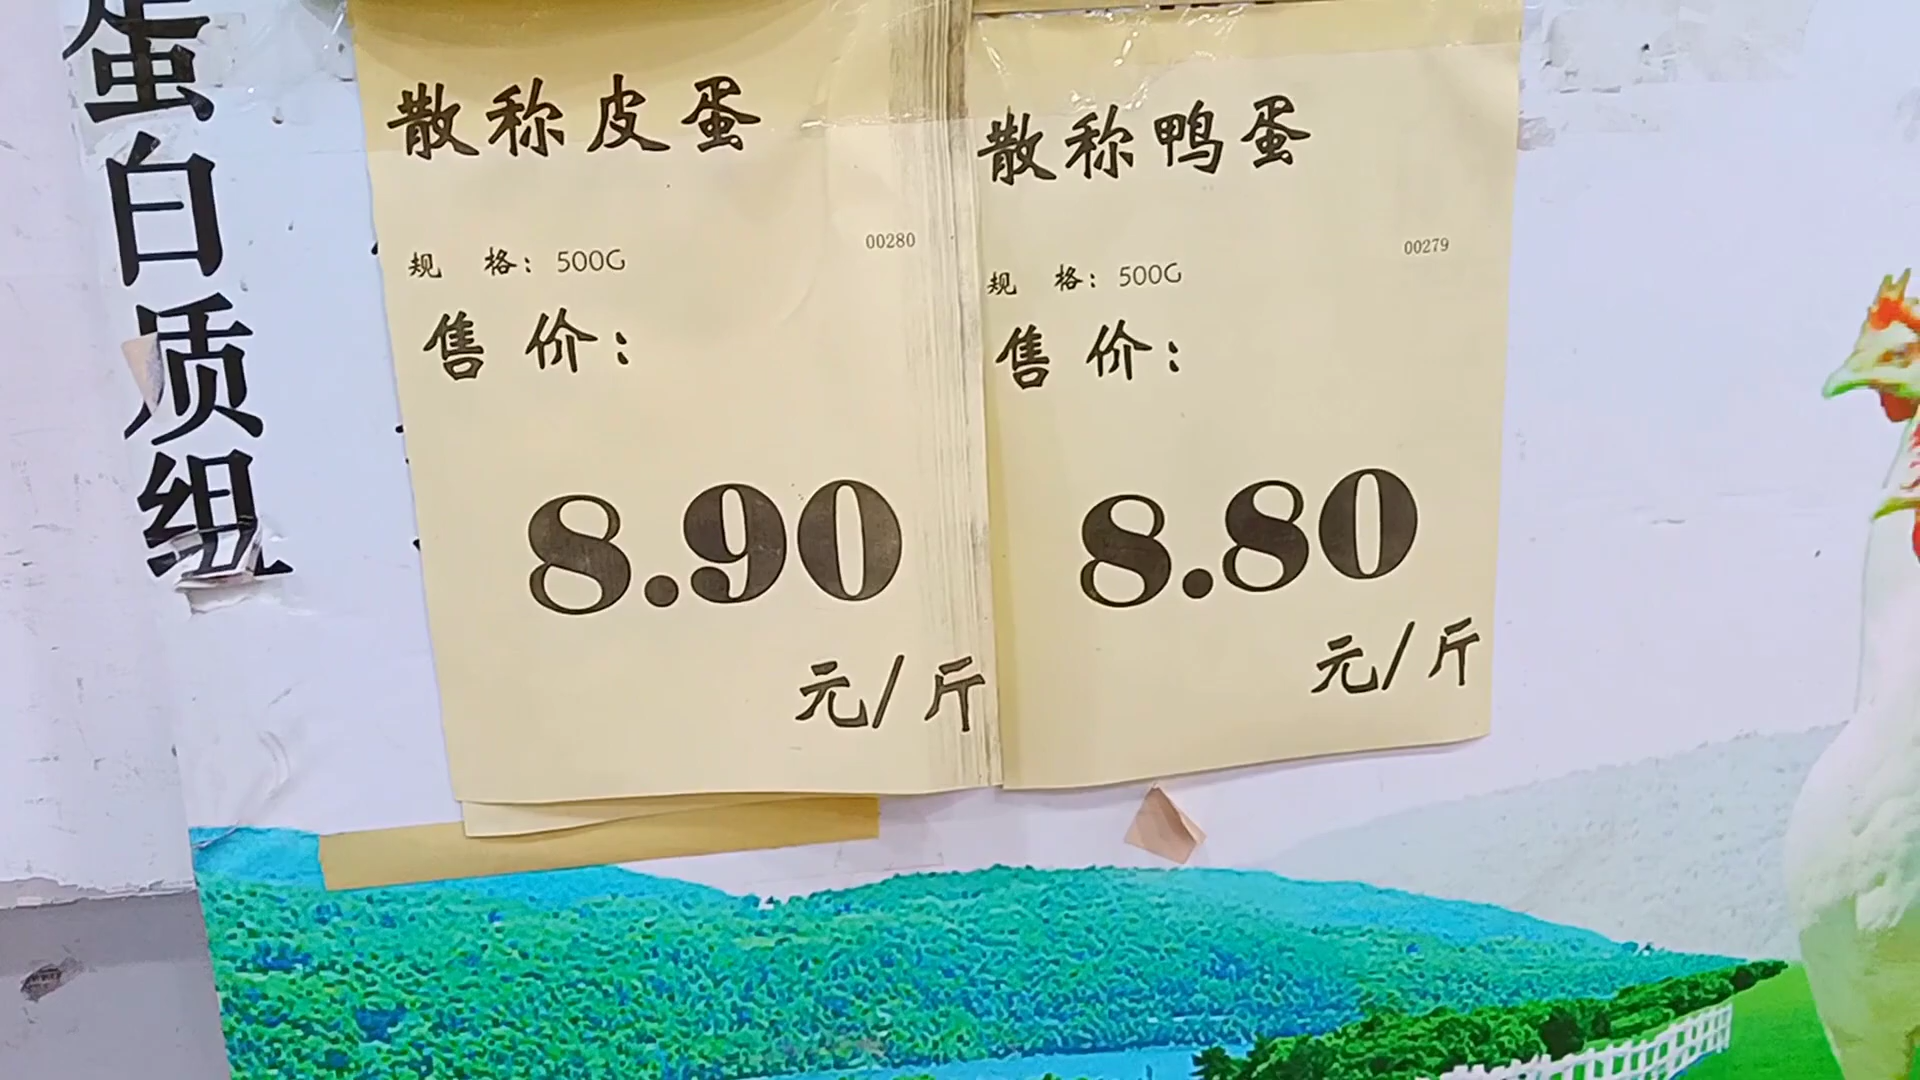 蛋白质组
散称皮蛋
00280
规 格: 500G
售 价:
8.90
元/斤
散称鸭蛋
00279
规 格: 500G
售 价:
8.80
元/斤